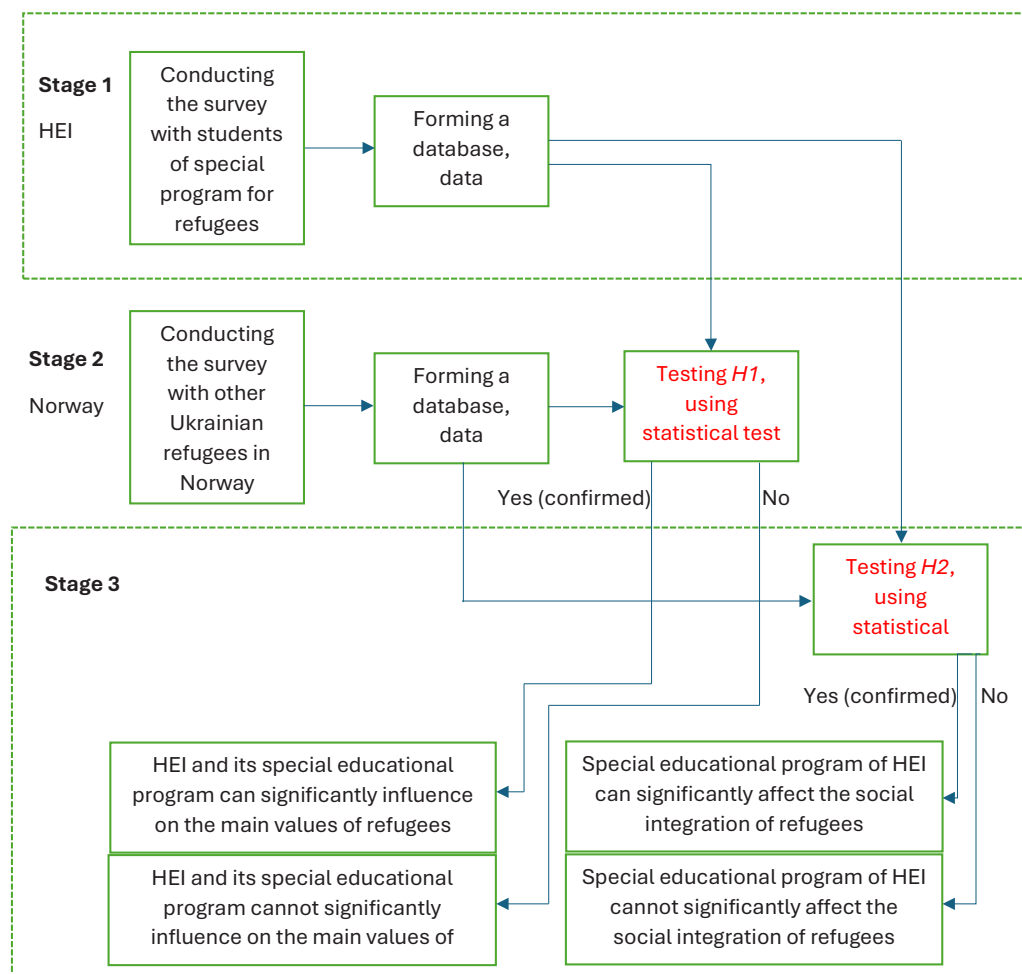 Stage 1
HEI
Conducting
the survey
with students
of special
program for
refugees
Forming a
database,
data
Stage 2
Norway
Conducting
the survey
with other
Ukrainian
refugees in
Norway
Forming a
database,
data
Testing H1,
using
statistical test
Yes (confirmed)
No
Stage 3
Testing H2,
using
statistical
Yes (confirmed)
No
HEI and its special educational
program can significantly influence
on the main values of refugees
Special educational program of HEI
can significantly affect the social
integration of refugees
HEI and its special educational
program cannot significantly
influence on the main values of
Special educational program of HEI
cannot significantly affect the
social integration of refugees